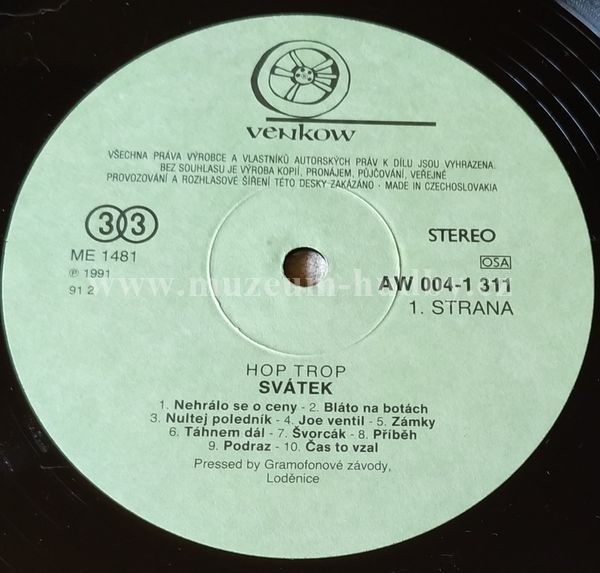 VENKOW
VŠECHNA PRÁVA VÝROBCE A VLASTNÍKŮ AUTORSKÝCH PRÁV K DÍLU JSOU VYHRAZENA.
BEZ SOUHLASU JE VÝROBA KOPIÍ, PRONÁJEM, PŮJČOVÁNÍ, VEŘEJNÉ
PROVOZOVÁNÍ A ROZHLASOVÉ ŠÍŘENÍ TÉTO DESKY ZAKÁZÁNO · MADE IN CZECHOSLOVAKIA
33
STEREO
ME 1481
OSA
℗ 1991
AW 004-1 311
91 2
1. STRANA
HOP TROP
SVÁTEK
1. Nehrálo se o ceny - 2. Bláto na botách
3. Nultej poledník - 4. Joe ventil - 5. Zámky
6. Táhnem dál - 7. Švorcák - 8. Příběh
9. Podraz - 10. Čas to vzal
Pressed by Gramofonové závody,
Loděnice